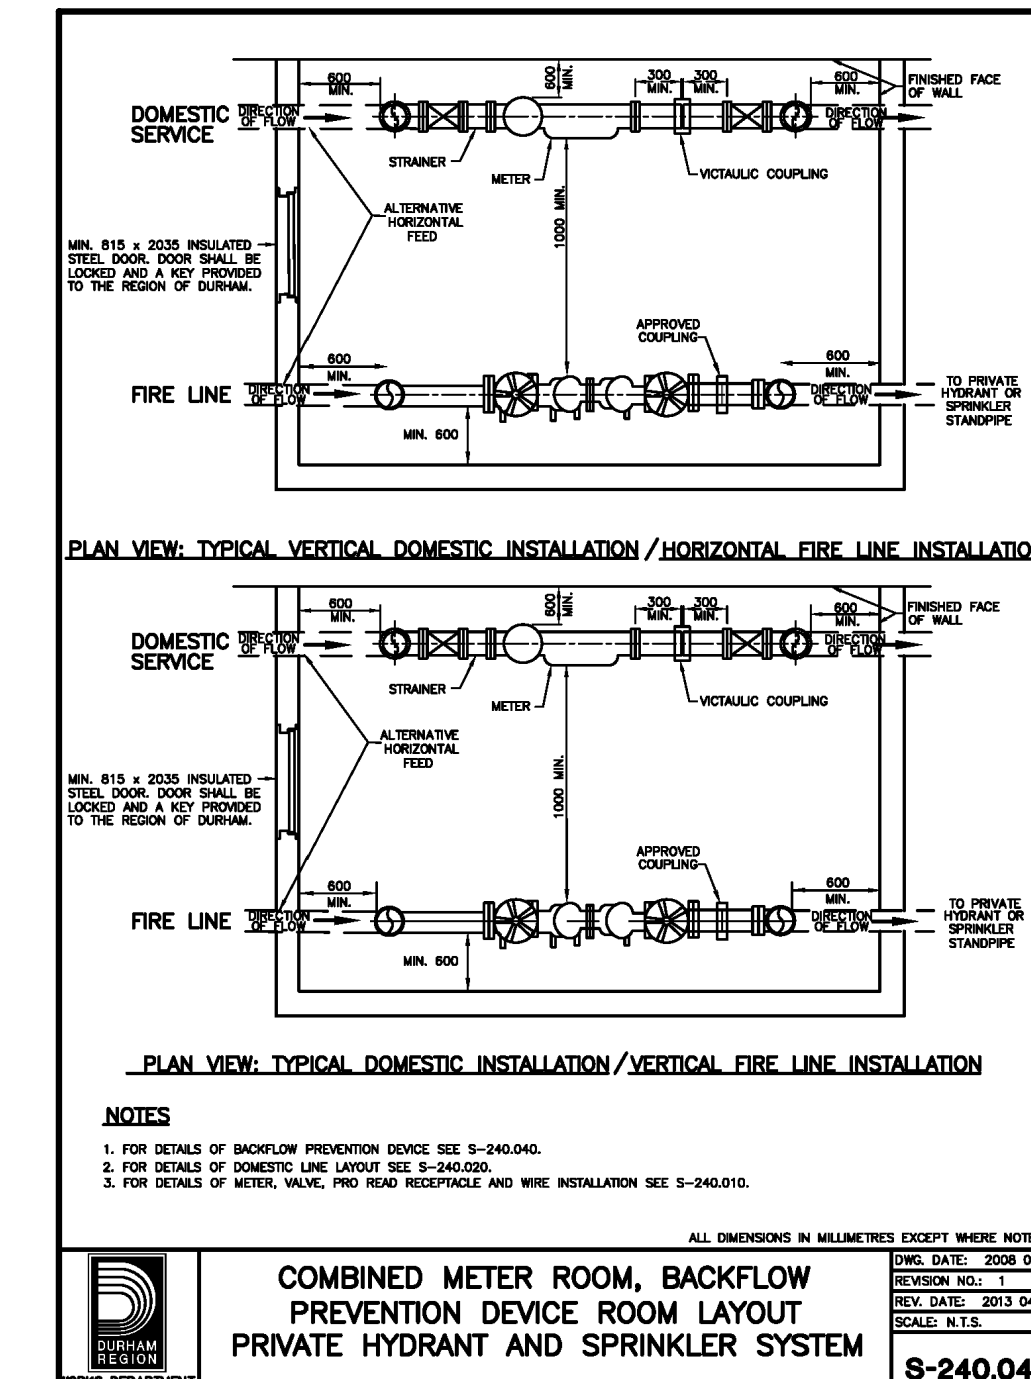 600
MIN.
600
MIN.
300
MIN.
300
MIN.
600
MIN.
FINISHED FACE
OF WALL
DOMESTIC
SERVICE
DIRECTION
OF FLOW
DIRECTION
OF FLOW
STRAINER
METER
VICTAULIC COUPLING
1000 MIN.
ALTERNATIVE
HORIZONTAL
FEED
MIN. 815 x 2035 INSULATED
STEEL DOOR. DOOR SHALL BE
LOCKED AND A KEY PROVIDED
TO THE REGION OF DURHAM.
APPROVED
COUPLING
600
MIN.
600
MIN.
FIRE LINE
DIRECTION
OF FLOW
DIRECTION
OF FLOW
TO PRIVATE
HYDRANT OR
SPRINKLER
STANDPIPE
MIN. 600
PLAN VIEW: TYPICAL VERTICAL DOMESTIC INSTALLATION / HORIZONTAL FIRE LINE INSTALLATIO
600
MIN.
600
MIN.
300
MIN.
300
MIN.
600
MIN.
FINISHED FACE
OF WALL
DOMESTIC
SERVICE
DIRECTION
OF FLOW
DIRECTION
OF FLOW
STRAINER
METER
VICTAULIC COUPLING
1000 MIN.
ALTERNATIVE
HORIZONTAL
FEED
MIN. 815 x 2035 INSULATED
STEEL DOOR. DOOR SHALL BE
LOCKED AND A KEY PROVIDED
TO THE REGION OF DURHAM.
APPROVED
COUPLING
600
MIN.
600
MIN.
FIRE LINE
DIRECTION
OF FLOW
DIRECTION
OF FLOW
TO PRIVATE
HYDRANT OR
SPRINKLER
STANDPIPE
MIN. 600
PLAN VIEW: TYPICAL DOMESTIC INSTALLATION / VERTICAL FIRE LINE INSTALLATION
NOTES
1. FOR DETAILS OF BACKFLOW PREVENTION DEVICE SEE S-240.040.
2. FOR DETAILS OF DOMESTIC LINE LAYOUT SEE S-240.020.
3. FOR DETAILS OF METER, VALVE, PRO READ RECEPTACLE AND WIRE INSTALLATION SEE S-240.010.
ALL DIMENSIONS IN MILLIMETRES EXCEPT WHERE NOTE
DURHAM
REGION
WORKS DEPARTMENT
COMBINED METER ROOM, BACKFLOW
PREVENTION DEVICE ROOM LAYOUT
PRIVATE HYDRANT AND SPRINKLER SYSTEM
DWG. DATE: 2008 0
REVISION NO.: 1
REV. DATE: 2013 04
SCALE: N.T.S.
S-240.04